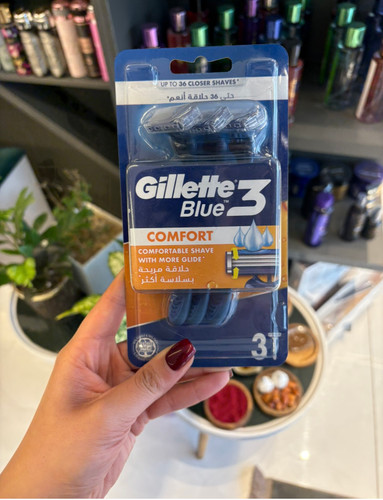 UP TO 36 CLOSER SHAVES*
حتى 36 حلاقة أنعم*
Gillette
Blue™3
COMFORT
COMFORTABLE SHAVE
WITH MORE GLIDE*
حلاقة مريحة
بسلاسة أكثر*
3